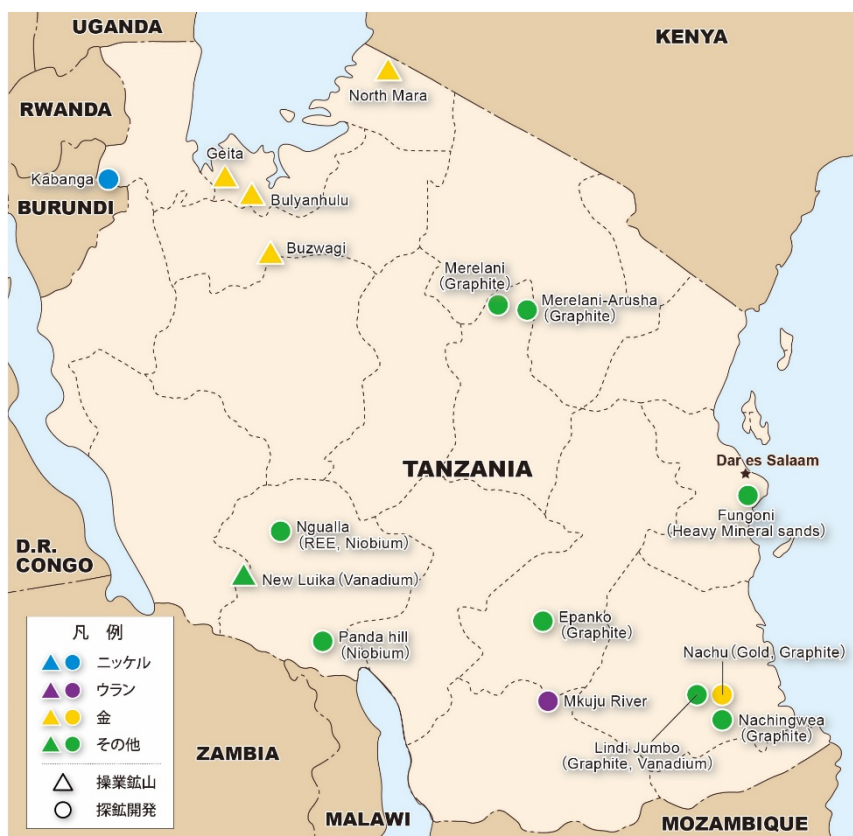 UGANDA
KENYA
North Mara
RWANDA
Geita
Kabanga
Bulyanhulu
BURUNDI
Buzwagi
Merelani
(Graphite)
Merelani-Arusha
(Graphite)
TANZANIA
Dar es Salaam
Fungoni
(Heavy Mineral sands)
Ngualla
(REE, Niobium)
D.R.
CONGO
New Luika (Vanadium)
Epanko
(Graphite)
Panda hill
(Niobium)
Nachu (Gold, Graphite)
Mkuju River
Nachingwea
(Graphite)
Lindi Jumbo
(Graphite, Vanadium)
ZAMBIA
MALAWI
MOZAMBIQUE
凡 例
ニッケル
ウラン
金
その他
操業鉱山
探鉱開発